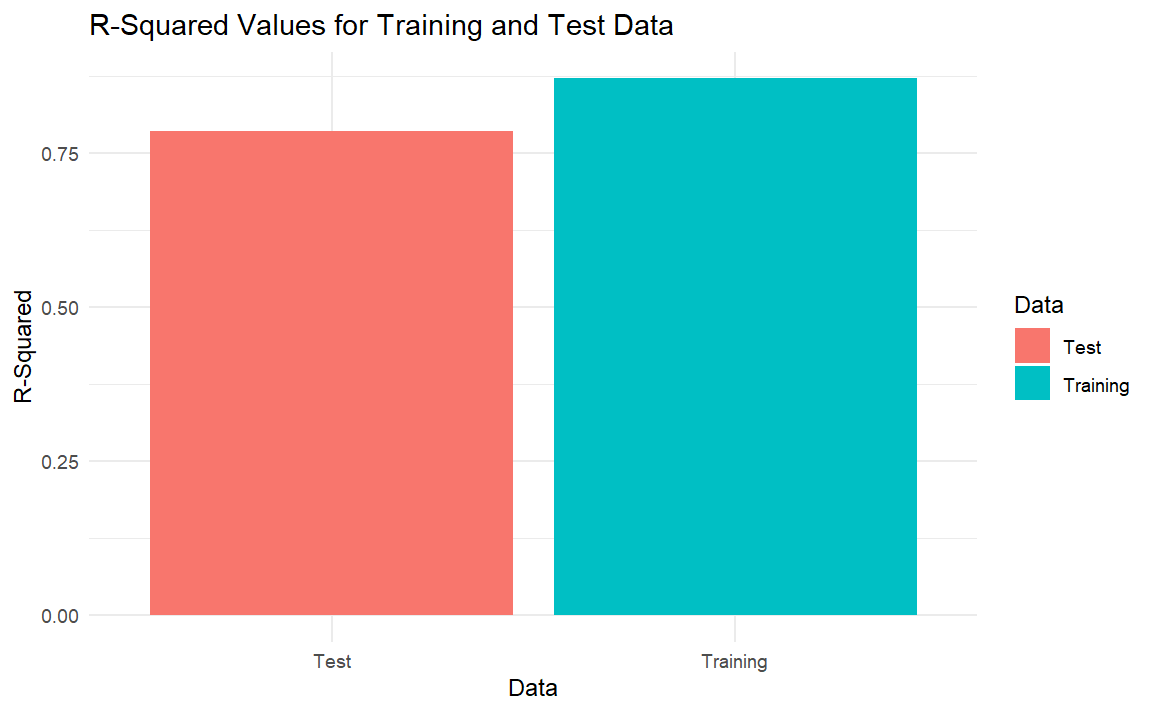 R-Squared Values for Training and Test Data
R-Squared
0.75
0.50
0.25
0.00
Test
Training
Data
Data
Test
Training